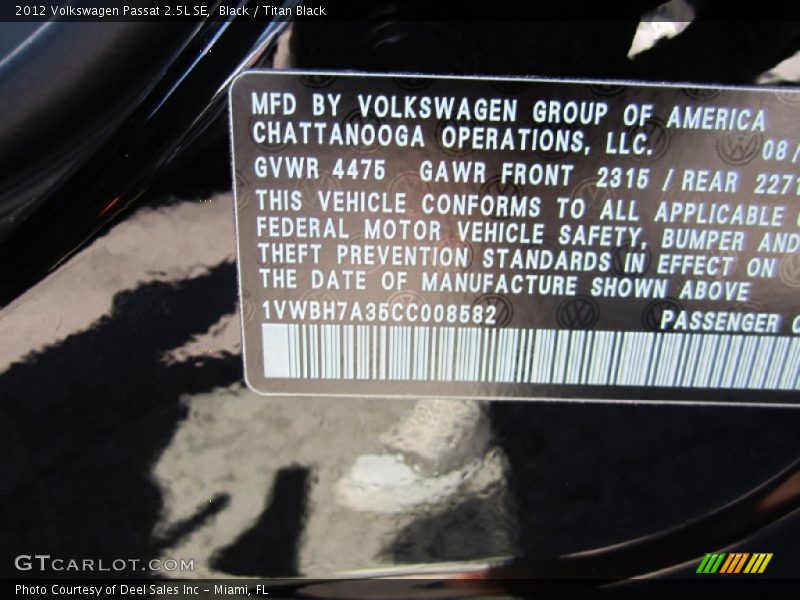 2012 Volkswagen Passat 2.5L SE,  Black / Titan Black
MFD BY VOLKSWAGEN GROUP OF AMERICA
CHATTANOOGA OPERATIONS, LLC.
08/
GVWR 4475 GAWR FRONT 2315 / REAR 2271
THIS VEHICLE CONFORMS TO ALL APPLICABLE
FEDERAL MOTOR VEHICLE SAFETY, BUMPER AND
THEFT PREVENTION STANDARDS IN EFFECT ON
THE DATE OF MANUFACTURE SHOWN ABOVE
1VWBH7A35CC008582
PASSENGER
GTCARLOT.COM
Photo Courtesy of Deel Sales Inc – Miami, FL